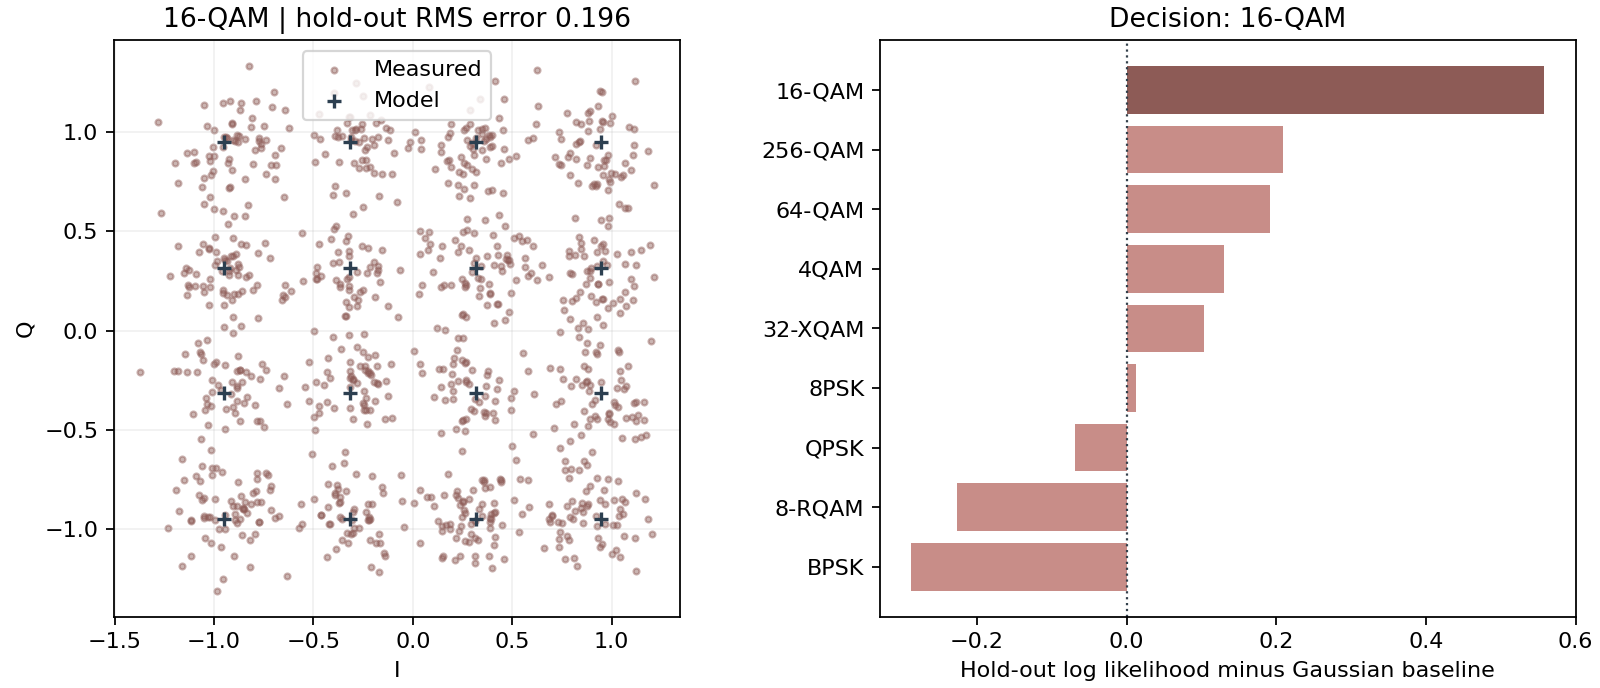 16-QAM | hold-out RMS error 0.196
Measured
Model
1.0
0.5
0.0
−0.5
−1.0
Q
−1.5
−1.0
−0.5
0.0
0.5
1.0
I
Decision: 16-QAM
16-QAM
256-QAM
64-QAM
4QAM
32-XQAM
8PSK
QPSK
8-RQAM
BPSK
−0.2
0.0
0.2
0.4
0.6
Hold-out log likelihood minus Gaussian baseline